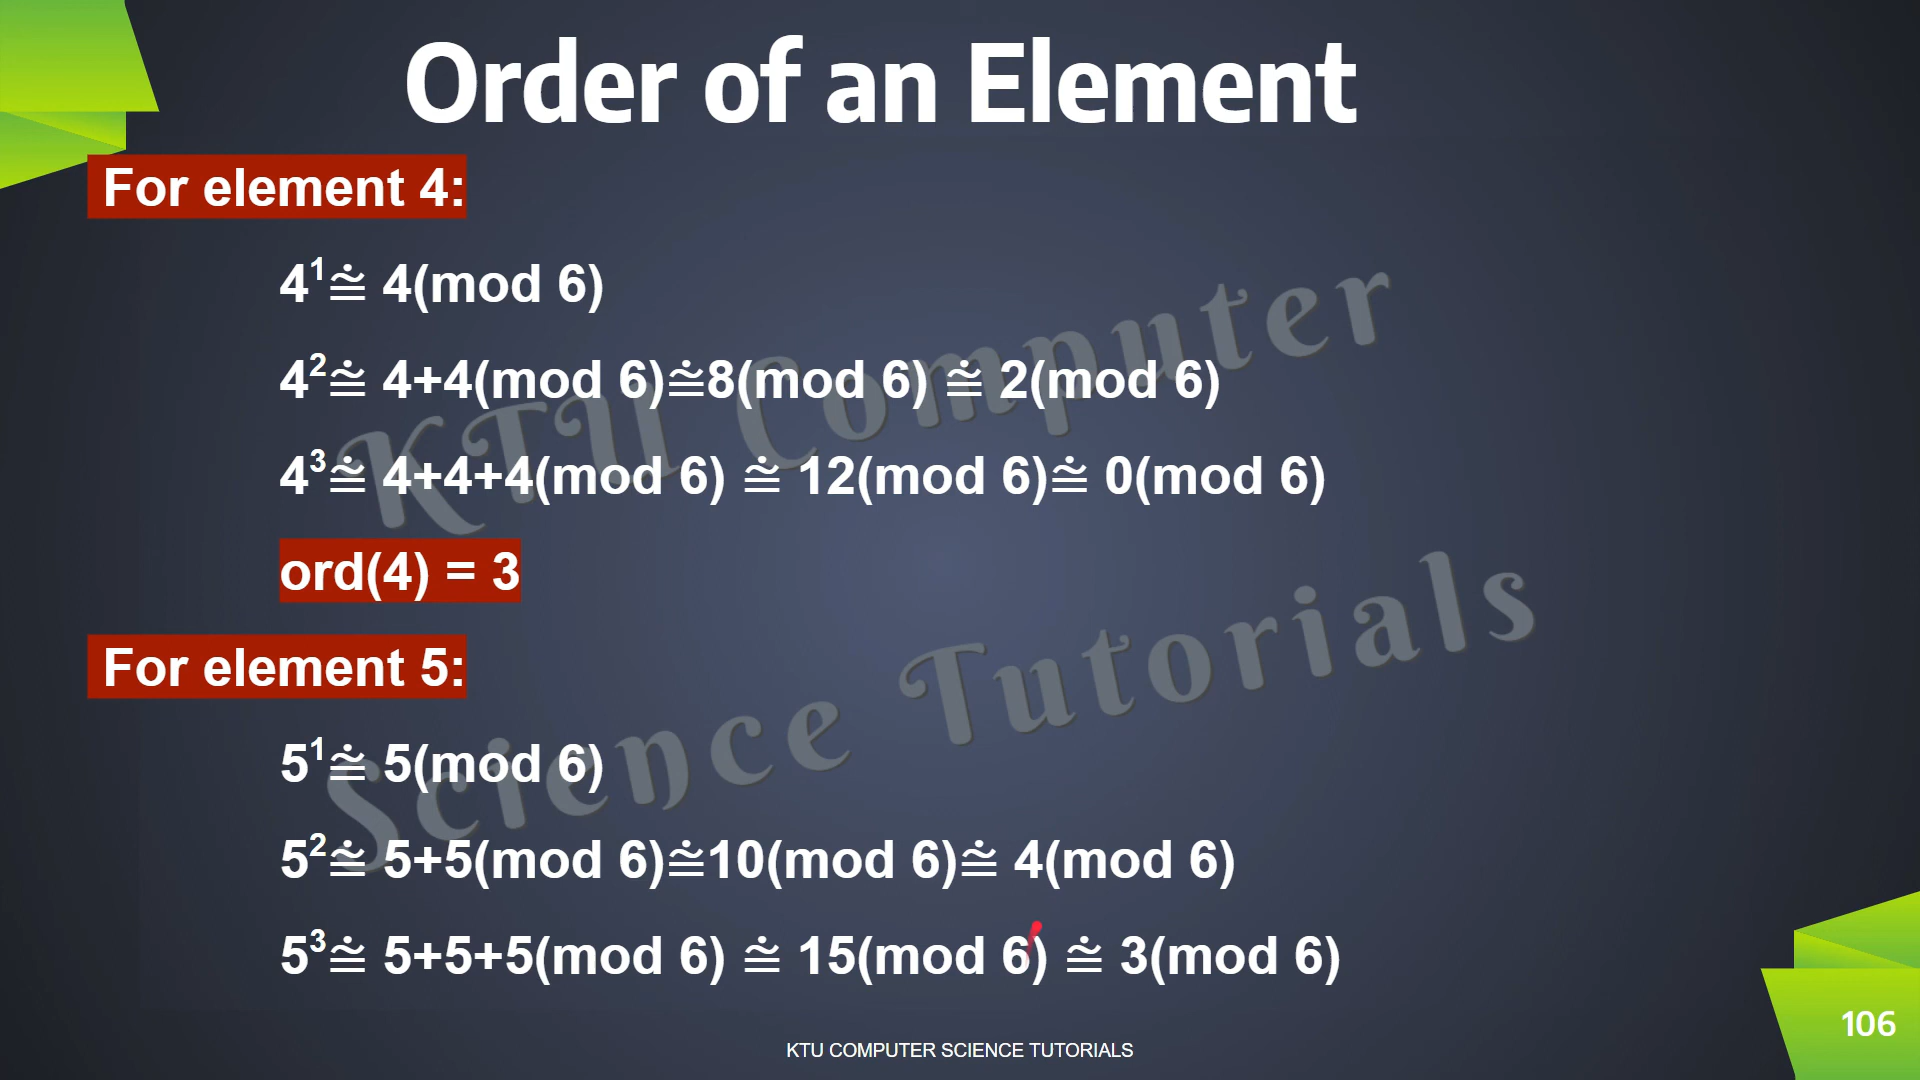 Order of an Element
For element 4:
4¹≊ 4(mod 6)
4²≊ 4+4(mod 6)≊8(mod 6) ≊ 2(mod 6)
4³≊ 4+4+4(mod 6) ≊ 12(mod 6)≊ 0(mod 6)
ord(4) = 3
For element 5:
5¹≊ 5(mod 6)
5²≊ 5+5(mod 6)≊10(mod 6)≊ 4(mod 6)
5³≊ 5+5+5(mod 6) ≊ 15(mod 6) ≊ 3(mod 6)
KTU Computer
Science Tutorials
KTU COMPUTER SCIENCE TUTORIALS
106